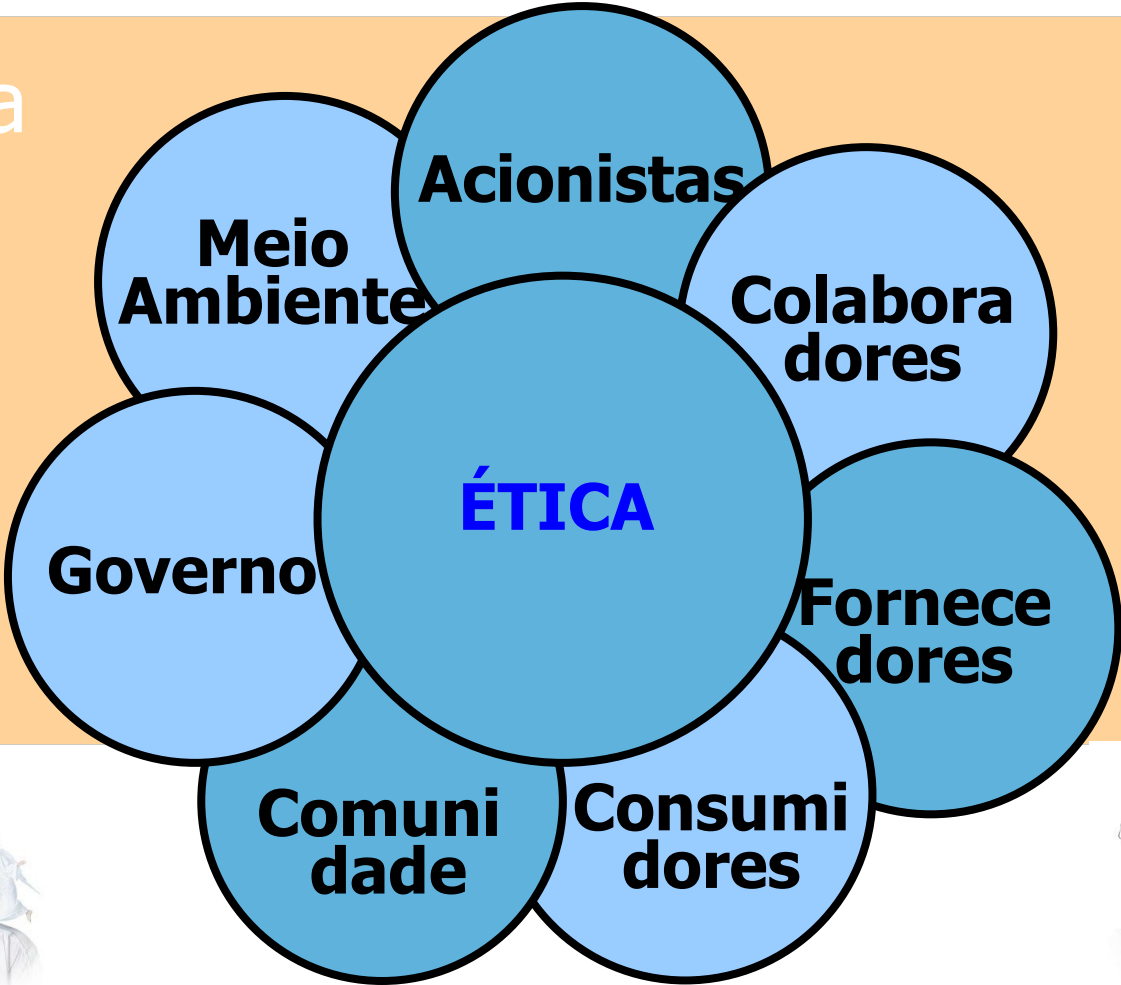 a
Acionistas
Meio
Ambiente
Colabora
dores
ÉTICA
Governo
Fornece
dores
Comuni
dade
Consumi
dores